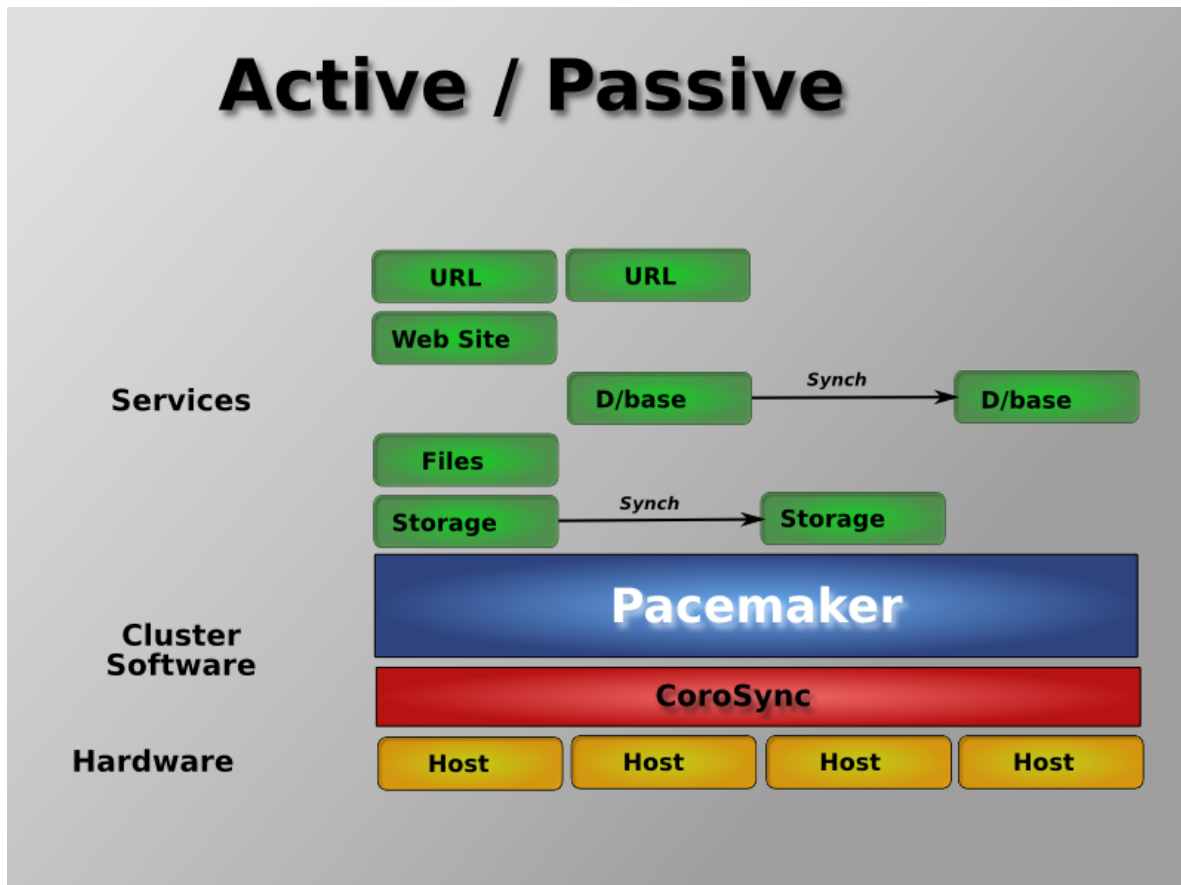 Active / Passive
URL
URL
Web Site
Services
D/base
Synch
D/base
Files
Storage
Synch
Storage
Pacemaker
Cluster
Software
CoroSync
Hardware
Host
Host
Host
Host